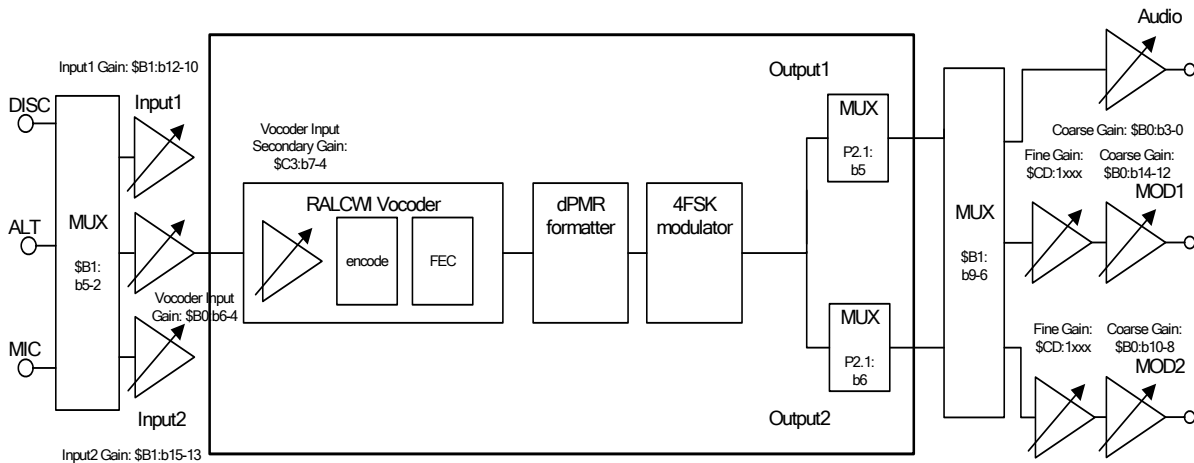 Audio
Input1 Gain: $B1:b12-10
Output1
DISC
Input1
MUX
P2.1:
b5
Vocoder Input
Secondary Gain:
$C3:b7-4
Coarse Gain: $B0:b3-0
Fine Gain:
$CD:1xxx
Coarse Gain:
$B0:b14-12
MOD1
RALCWI Vocoder
dPMR
formatter
4FSK
modulator
ALT
MUX
$B1:
b5-2
encode
FEC
MUX
$B1:
b9-6
Vocoder Input
Gain: $B0:b6-4
MUX
P2.1:
b6
MIC
Fine Gain:
$CD:1xxx
Coarse Gain:
$B0:b10-8
MOD2
Input2
Output2
Input2 Gain: $B1:b15-13